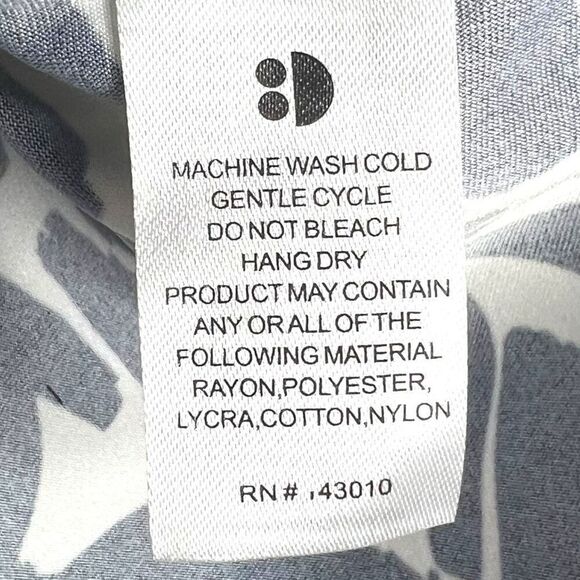 MACHINE WASH COLD
GENTLE CYCLE
DO NOT BLEACH
HANG DRY
PRODUCT MAY CONTAIN
ANY OR ALL OF THE
FOLLOWING MATERIAL
RAYON,POLYESTER,
LYCRA,COTTON,NYLON
RN# 143010